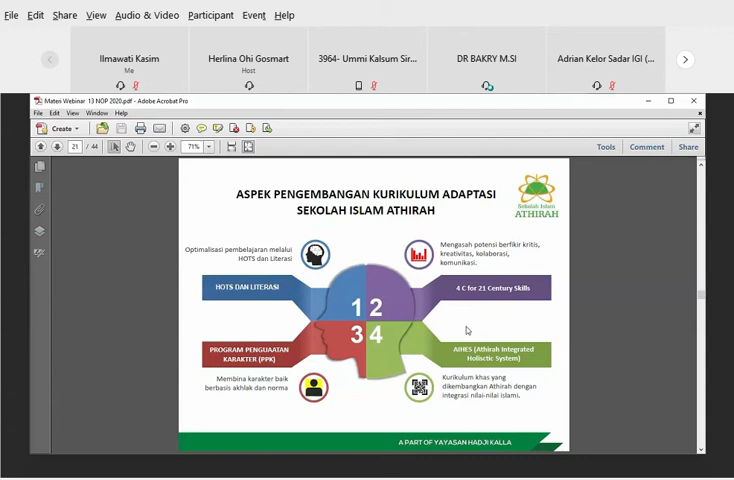 File Edit Share View Audio & Video Participant Event Help
Ilmawati Kasim
Me
Herlina Ohi Gosmart
Host
3964- Ummi Kalsum Sir...
DR BAKRY M.SI
Adrian Kelor Sadar IGI (...
Materi Webinar 13 NOP 2020.pdf - Adobe Acrobat Pro
File Edit View Window Help
Create
21 / 44
71%
Tools Comment Share
ASPEK PENGEMBANGAN KURIKULUM ADAPTASI
SEKOLAH ISLAM ATHIRAH
Sekolah Islam
ATHIRAH
Optimalisasi pembelajaran melalui
HOTS dan Literasi
Mengasah potensi berfikir kritis,
kreativitas, kolaborasi,
komunikasi.
HOTS DAN LITERASI
4 C for 21 Century Skills
1 2
3 4
PROGRAM PENGUATAN
KARAKTER (PPK)
AIHES (Athirah Integrated
Holisctic System)
Membina karakter baik
berbasis akhlak dan norma
Kurikulum khas yang
dikembangkan Athirah dengan
integrasi nilai-nilai islami.
A PART OF YAYASAN HADJI KALLA